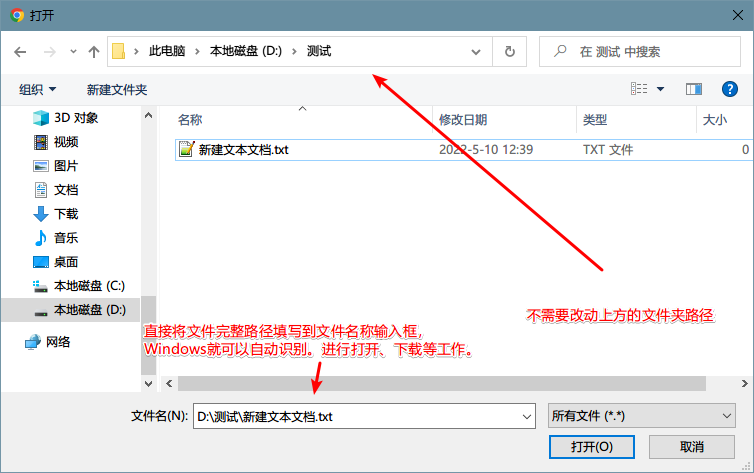 打开
此电脑 > 本地磁盘 (D:) > 测试
在 测试 中搜索
组织 新建文件夹
名称 修改日期 类型 大小
新建文本文档.txt 2022-5-10 12:39 TXT 文件 0
3D 对象
视频
图片
文档
下载
音乐
桌面
本地磁盘 (C:)
本地磁盘 (D:)
网络
不需要改动上方的文件夹路径
直接将文件完整路径填写到文件名称输入框，
Windows就可以自动识别。进行打开、下载等工作。
文件名(N): D:\测试\新建文本文档.txt 所有文件 (*.*)
打开(O) 取消